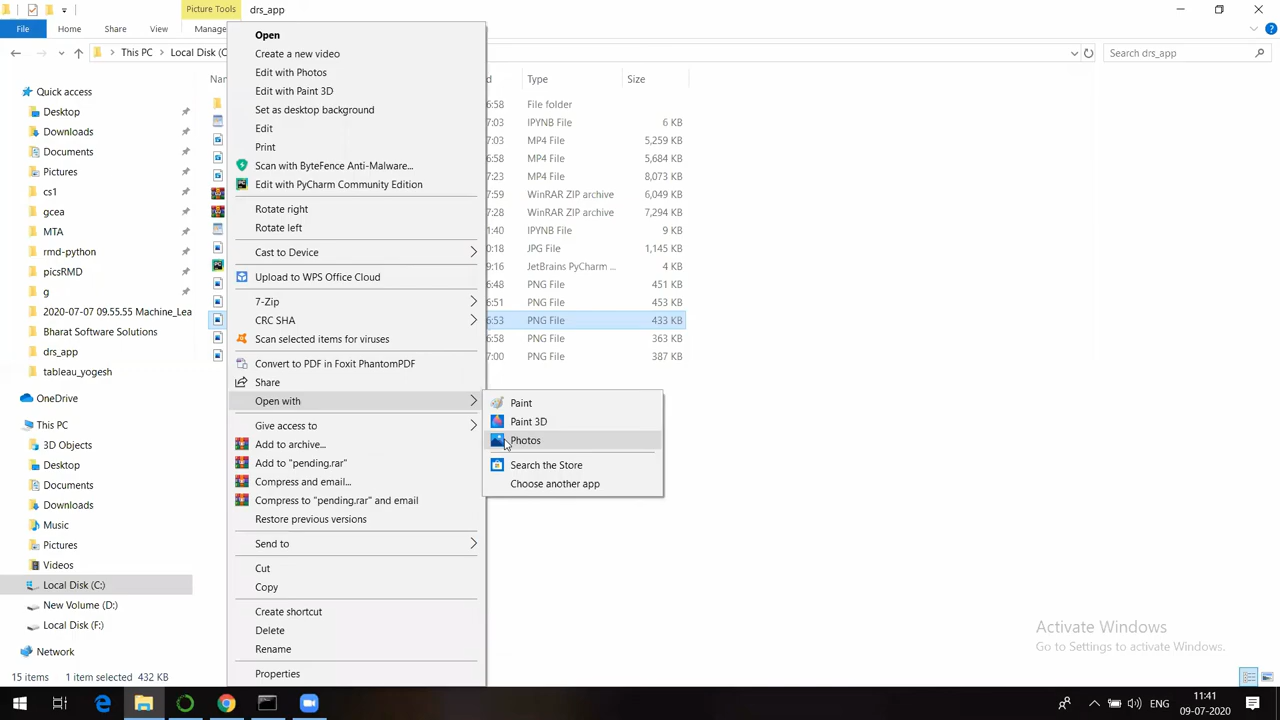 Picture Tools drs_app
File Home Share View Manage
This PC Local Disk (C Search drs_app
Type Size
Quick access
Desktop
Downloads
Documents
Pictures
cs1
gcea
MTA
rmd-python
picsRMD
g
2020-07-07 09.55.55 Machine_Lea
Bharat Software Solutions
drs_app
tableau_yogesh
OneDrive
This PC
3D Objects
Desktop
Documents
Downloads
Music
Pictures
Videos
Local Disk (C:)
New Volume (D:)
Local Disk (F:)
Network
15 items 1 item selected 432 KB
Open
Create a new video
Edit with Photos
Edit with Paint 3D
Set as desktop background
Edit
Print
Scan with ByteFence Anti-Malware...
Edit with PyCharm Community Edition
Rotate right
Rotate left
Cast to Device
Upload to WPS Office Cloud
7-Zip
CRC SHA
Scan selected items for viruses
Convert to PDF in Foxit PhantomPDF
Share
Open with
Give access to
Add to archive...
Add to "pending.rar"
Compress and email...
Compress to "pending.rar" and email
Restore previous versions
Send to
Cut
Copy
Create shortcut
Delete
Rename
Properties
Paint
Paint 3D
Photos
Search the Store
Choose another app
6:58 File folder
7:03 IPYNB File 6 KB
7:03 MP4 File 5,259 KB
6:58 MP4 File 5,684 KB
7:23 MP4 File 8,073 KB
7:59 WinRAR ZIP archive 6,049 KB
7:28 WinRAR ZIP archive 7,294 KB
1:40 IPYNB File 9 KB
0:18 JPG File 1,145 KB
9:16 JetBrains PyCharm ... 4 KB
6:48 PNG File 451 KB
6:51 PNG File 453 KB
6:53 PNG File 433 KB
6:58 PNG File 363 KB
7:00 PNG File 387 KB
Activate Windows
Go to Settings to activate Windows.
ENG
11:41
09-07-2020